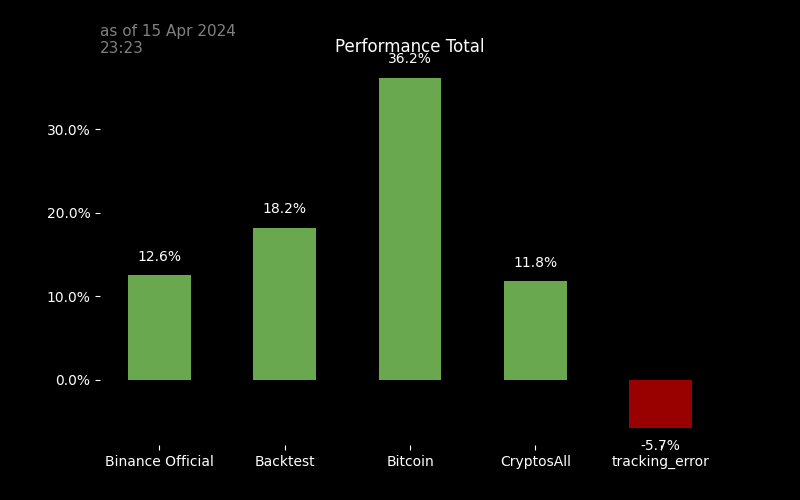 as of 15 Apr 2024
23:23
Performance Total
36.2%
30.0%
18.2%
20.0%
12.6%
11.8%
10.0%
0.0%
-5.7%
Binance Official
Backtest
Bitcoin
CryptosAll
tracking_error